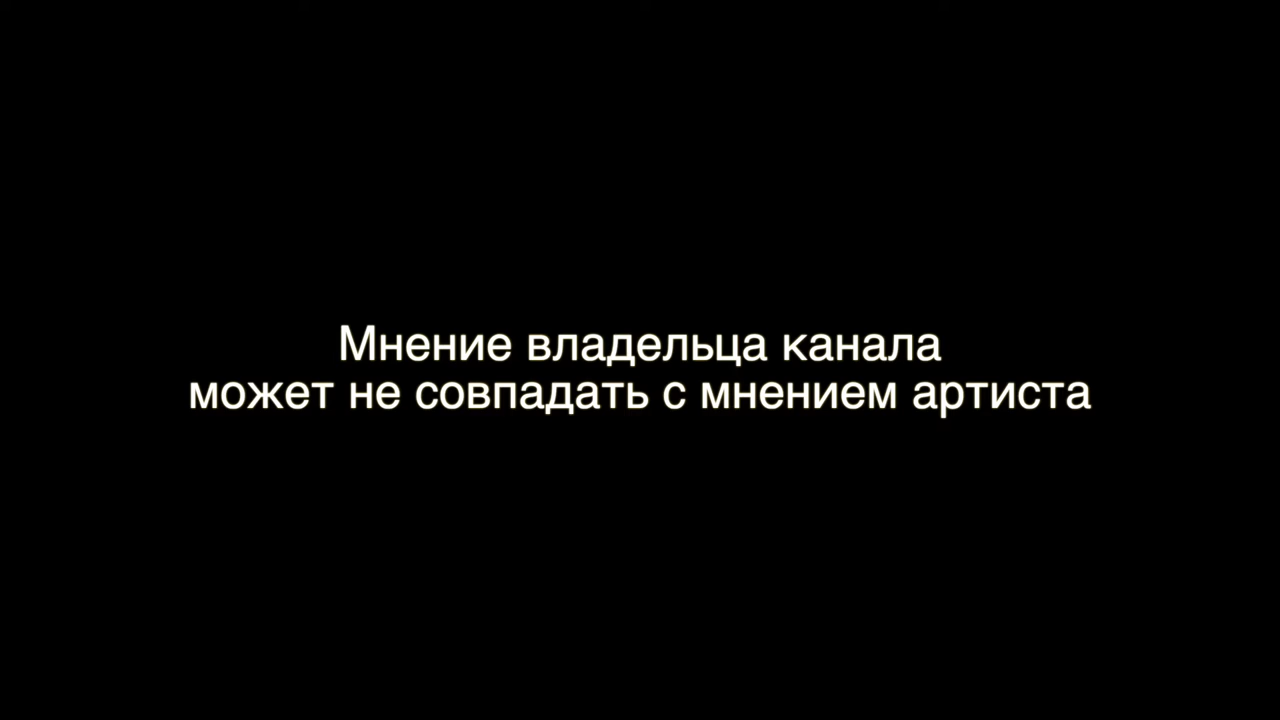 Мнение владельца канала
может не совпадать с мнением артиста